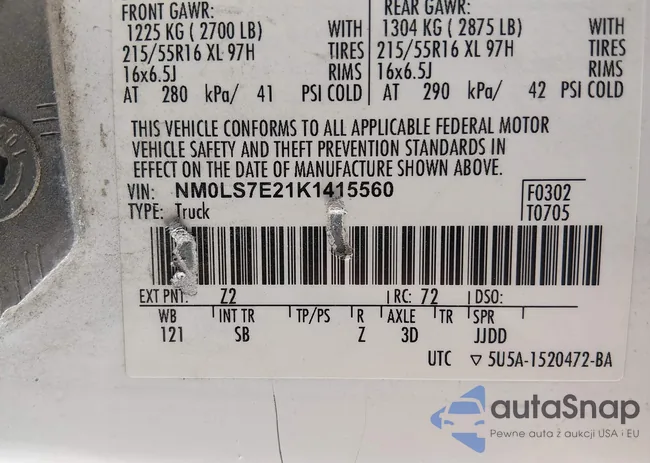 FRONT GAWR: REAR GAWR:
1225 KG ( 2700 LB) WITH 1304 KG ( 2875 LB) WITH
215/55R16 XL 97H TIRES 215/55R16 XL 97H TIRES
16x6.5J RIMS 16x6.5J RIMS
AT 280 kPa/ 41 PSI COLD AT 290 kPa/ 42 PSI COLD
THIS VEHICLE CONFORMS TO ALL APPLICABLE FEDERAL MOTOR
VEHICLE SAFETY AND THEFT PREVENTION STANDARDS IN
EFFECT ON THE DATE OF MANUFACTURE SHOWN ABOVE.
VIN: NM0LS7E21K1415560 F0302
TYPE: Truck T0705
EXT PNT: Z2 RC: 72 DSO:
WB INT TR TP/PS R AXLE TR SPR
121 SB Z 3D JJDD
UTC ▽ 5U5A-1520472-BA
autaSnap
Pewne auta z aukcji USA i EU